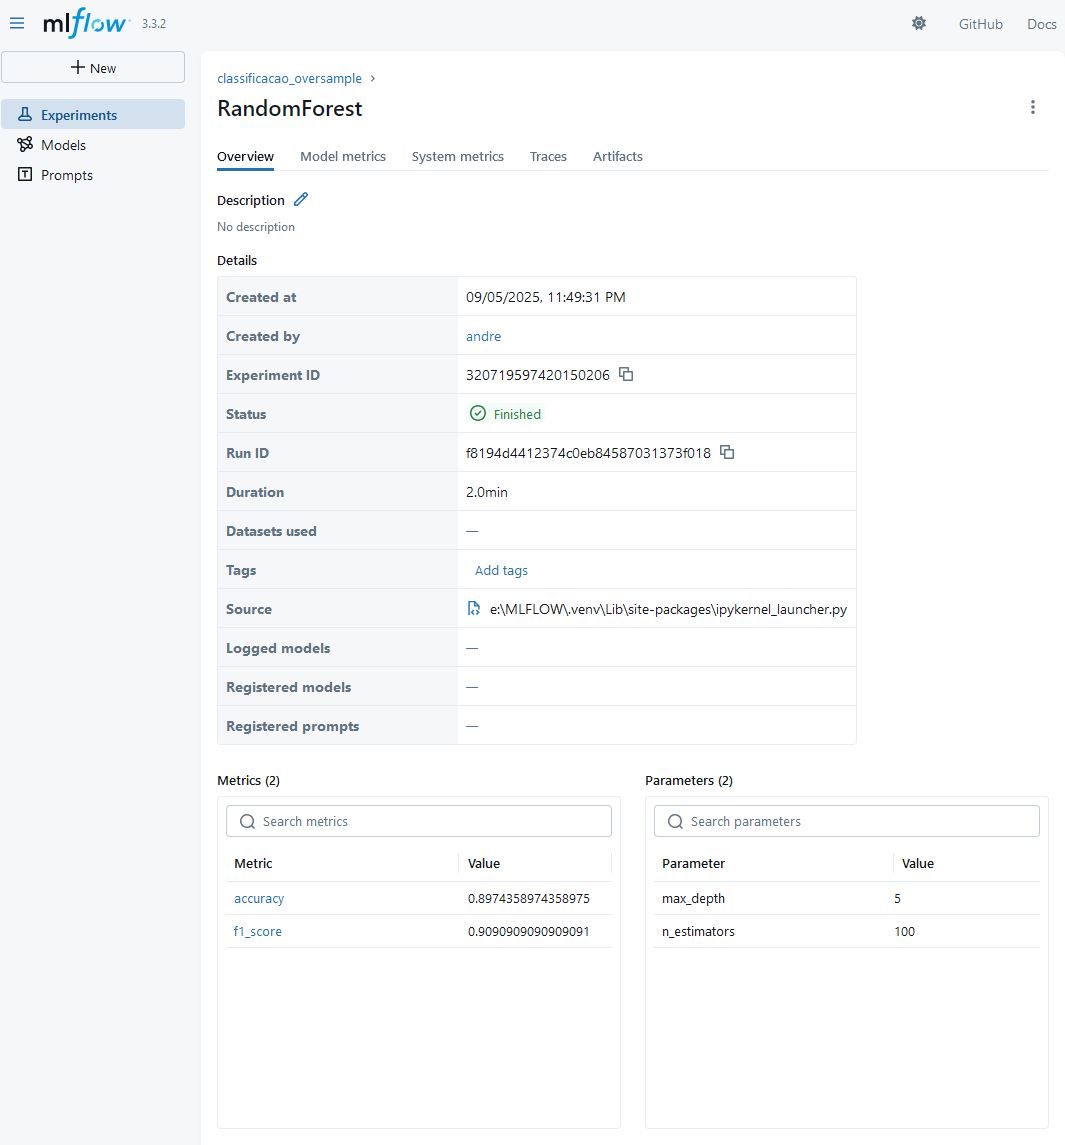 mlflow 3.3.2
GitHub Docs
New
Experiments
Models
Prompts
classificacao_oversample
RandomForest
Overview Model metrics System metrics Traces Artifacts
Description
No description
Details
Created at 09/05/2025, 11:49:31 PM
Created by andre
Experiment ID 320719597420150206
Status Finished
Run ID f8194d4412374c0eb84587031373f018
Duration 2.0min
Datasets used —
Tags Add tags
Source e:\MLFLOW\.venv\Lib\site-packages\ipykernel_launcher.py
Logged models —
Registered models —
Registered prompts —
Metrics (2)
Search metrics
Metric Value
accuracy 0.8974358974358975
f1_score 0.9090909090909091
Parameters (2)
Search parameters
Parameter Value
max_depth 5
n_estimators 100